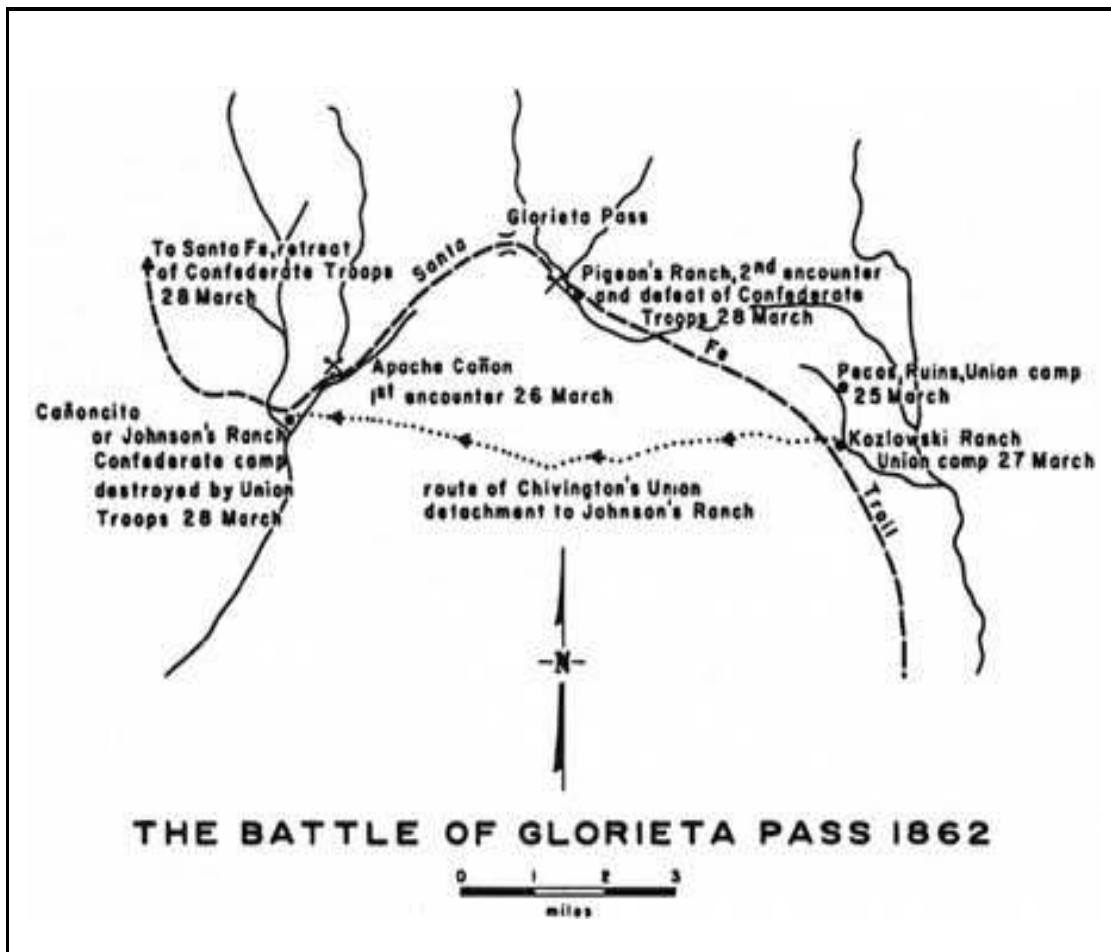 Glorieta Pass
Santa
To Santa Fe, retreat
of Confederate Troops
28 March
Pigeon's Ranch, 2nd encounter
and defeat of Confederate
Troops 28 March
Fe
Apache Cañon
1st encounter 26 March
Pecos, Ruins, Union camp
25 March
Cañoncito
or Johnson's Ranch
Confederate camp
destroyed by Union
Troops 28 March
Kozlowski Ranch
Union camp 27 March
route of Chivington's Union
detachment to Johnson's Ranch
Trail
-N-
THE BATTLE OF GLORIETA PASS 1862
0 1 2 3
miles